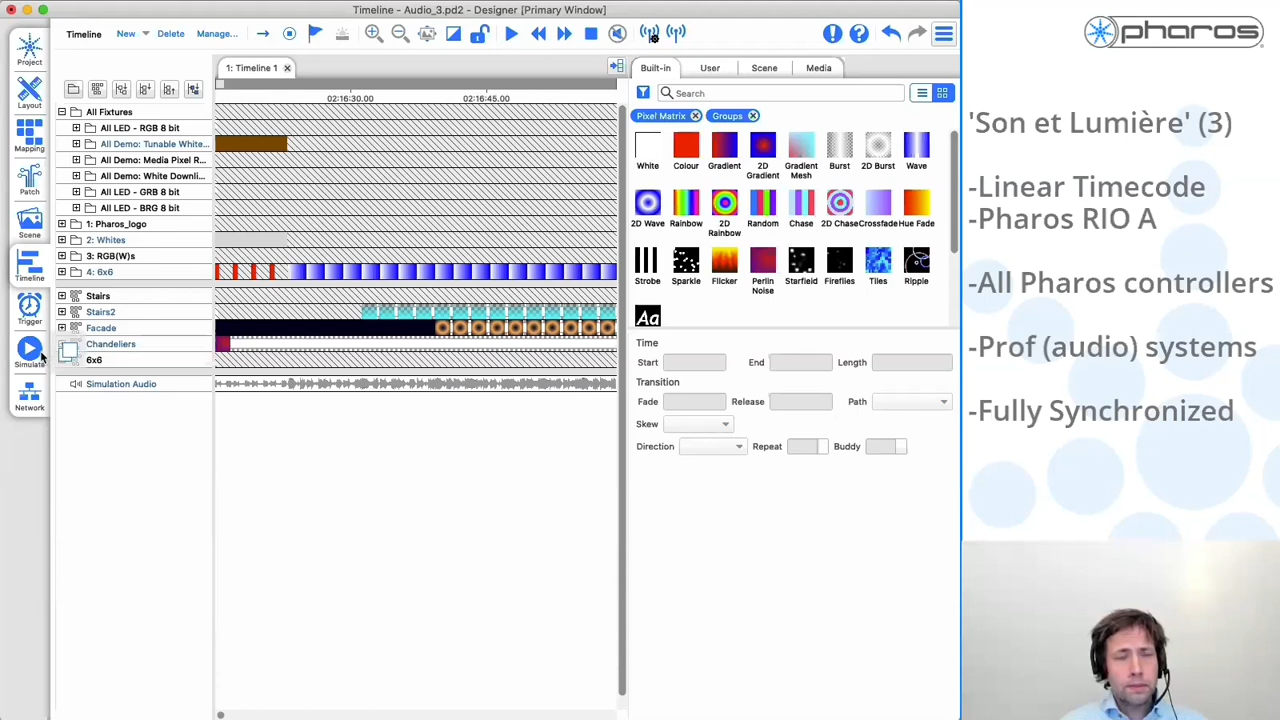 Timeline - Audio_3.pd2 - Designer [Primary Window]
Timeline New Delete Manage...
1: Timeline 1
02:16:30.00 02:16:45.00
Project
Layout
Mapping
Patch
Scene
Timeline
Trigger
Simulate
Network
All Fixtures
All LED - RGB 8 bit
All Demo: Tunable White...
All Demo: Media Pixel R...
All Demo: White Downli...
All LED - GRB 8 bit
All LED - BRG 8 bit
1: Pharos_logo
2: Whites
3: RGB(W)s
4: 6x6
Stairs
Stairs2
Facade
Chandeliers
6x6
Simulation Audio
Built-in User Scene Media
Search
Pixel Matrix Groups
White Colour Gradient 2D Gradient Gradient Mesh Burst 2D Burst Wave
2D Wave Rainbow 2D Rainbow Random Chase 2D Chase Crossfade Hue Fade
Strobe Sparkle Flicker Perlin Noise Starfield Fireflies Tiles Ripple
Aa
Time
Start End Length
Transition
Fade Release Path
Skew
Direction Repeat Buddy
pharos
'Son et Lumière' (3)
-Linear Timecode
-Pharos RIO A
-All Pharos controllers
-Prof (audio) systems
-Fully Synchronized